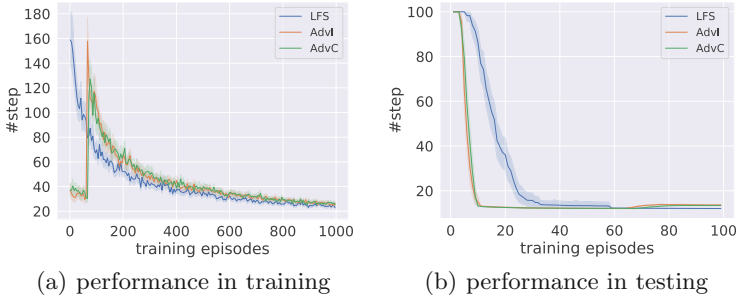 180
160
140
120
100
80
60
40
20
#step
LFS
AdvI
AdvC
0
200
400
600
800
1000
training episodes
(a) performance in training
100
80
60
40
20
#step
LFS
AdvI
AdvC
0
20
40
60
80
100
training episodes
(b) performance in testing